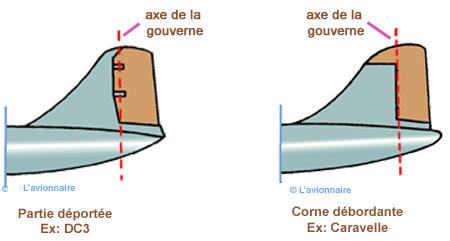 axe de la
gouverne
axe de la
gouverne
© L'avionnaire
© L'avionnaire
Partie déportée
Ex: DC3
Corne débordante
Ex: Caravelle